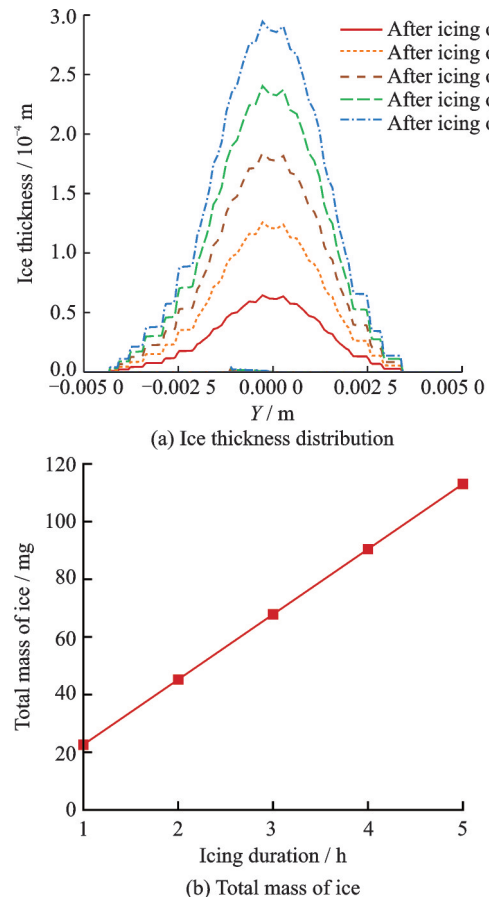 3.0
2.5
2.0
1.5
1.0
0.5
0.0
Ice thickness / 10⁻⁴ m
After icing
After icing
After icing
After icing
After icing
−0.005 0 −0.002 5 0.000 0 0.002 5 0.005 0
Y / m
(a) Ice thickness distribution
120
100
80
60
40
20
0
Total mass of ice / mg
1 2 3 4 5
Icing duration / h
(b) Total mass of ice